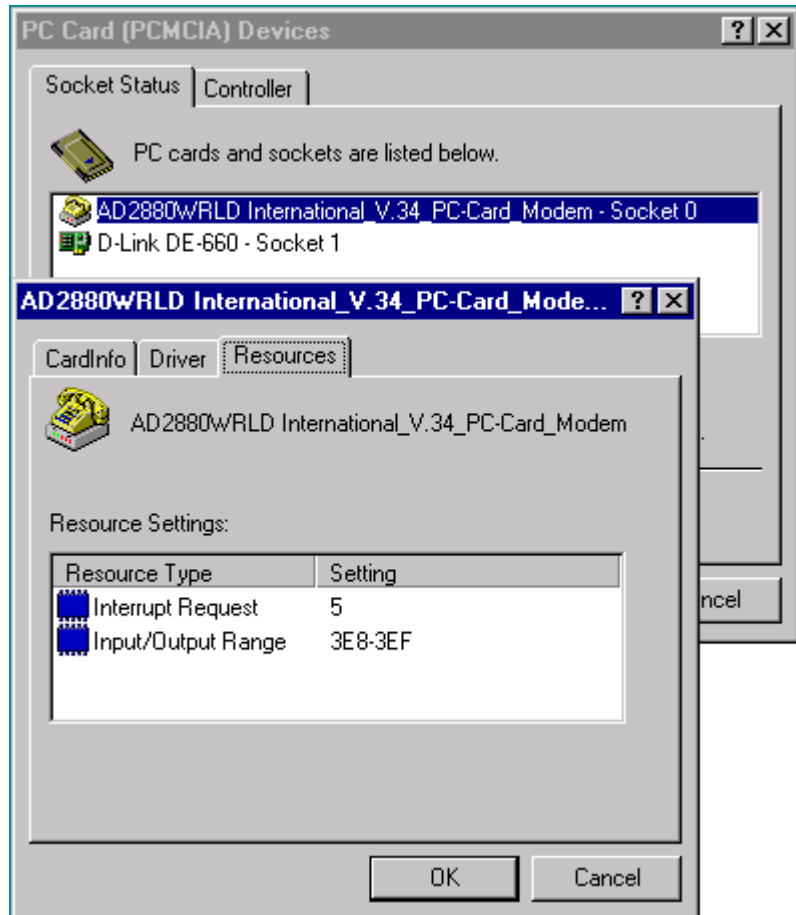 PC Card (PCMCIA) Devices
Socket Status Controller
PC cards and sockets are listed below.
AD2880WRLD International_V.34_PC-Card_Modem - Socket 0
D-Link DE-660 - Socket 1
AD2880WRLD International_V.34_PC-Card_Mode...
CardInfo Driver Resources
AD2880WRLD International_V.34_PC-Card_Modem
Resource Settings:
Resource Type Setting
Interrupt Request 5
Input/Output Range 3E8-3EF
ncel
OK Cancel